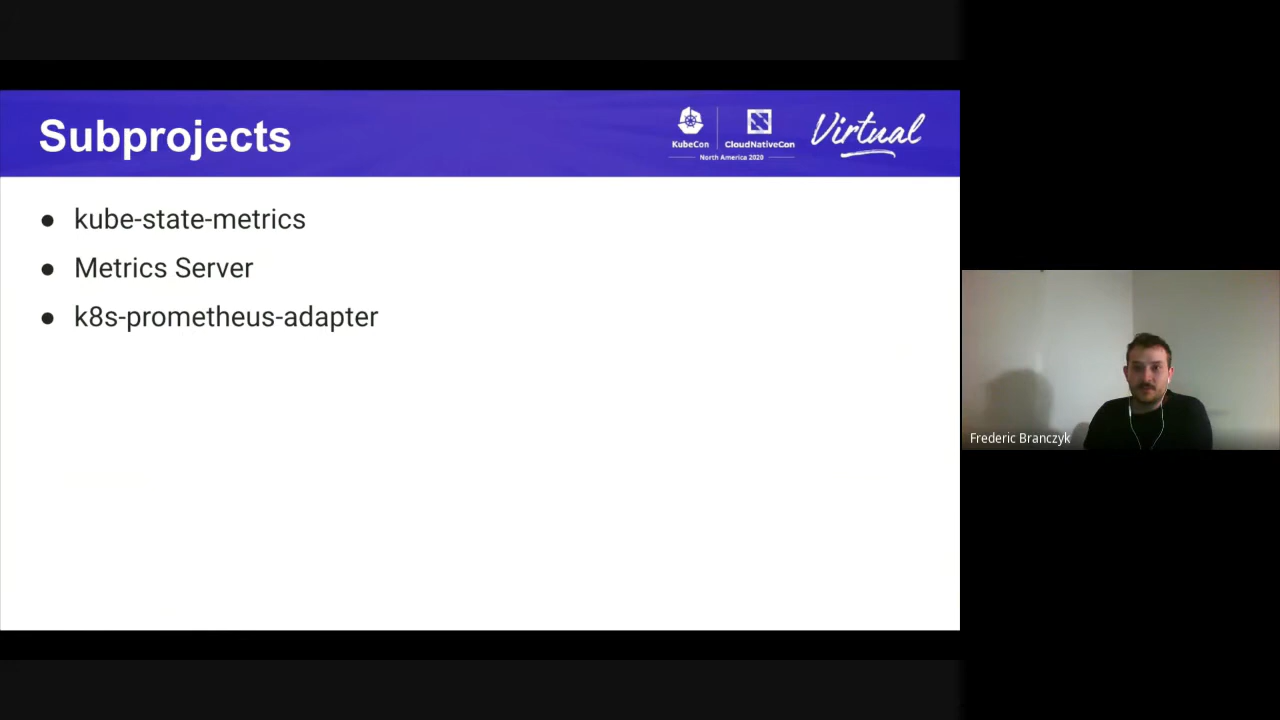 Subprojects
KubeCon
CloudNativeCon
North America 2020
Virtual
● kube-state-metrics
● Metrics Server
● k8s-prometheus-adapter
Frederic Branczyk